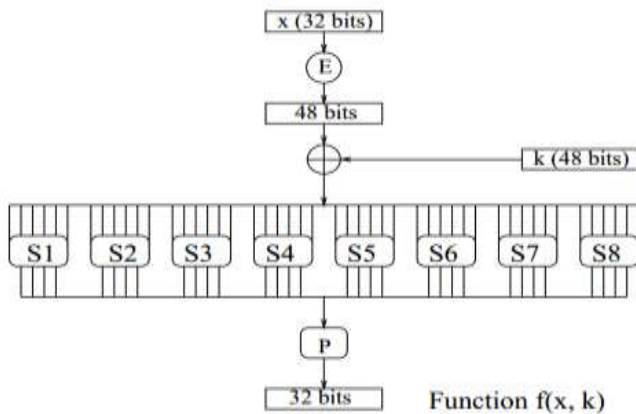 x (32 bits)
E
48 bits
k (48 bits)
S1 S2 S3 S4 S5 S6 S7 S8
P
32 bits
Function f(x, k)